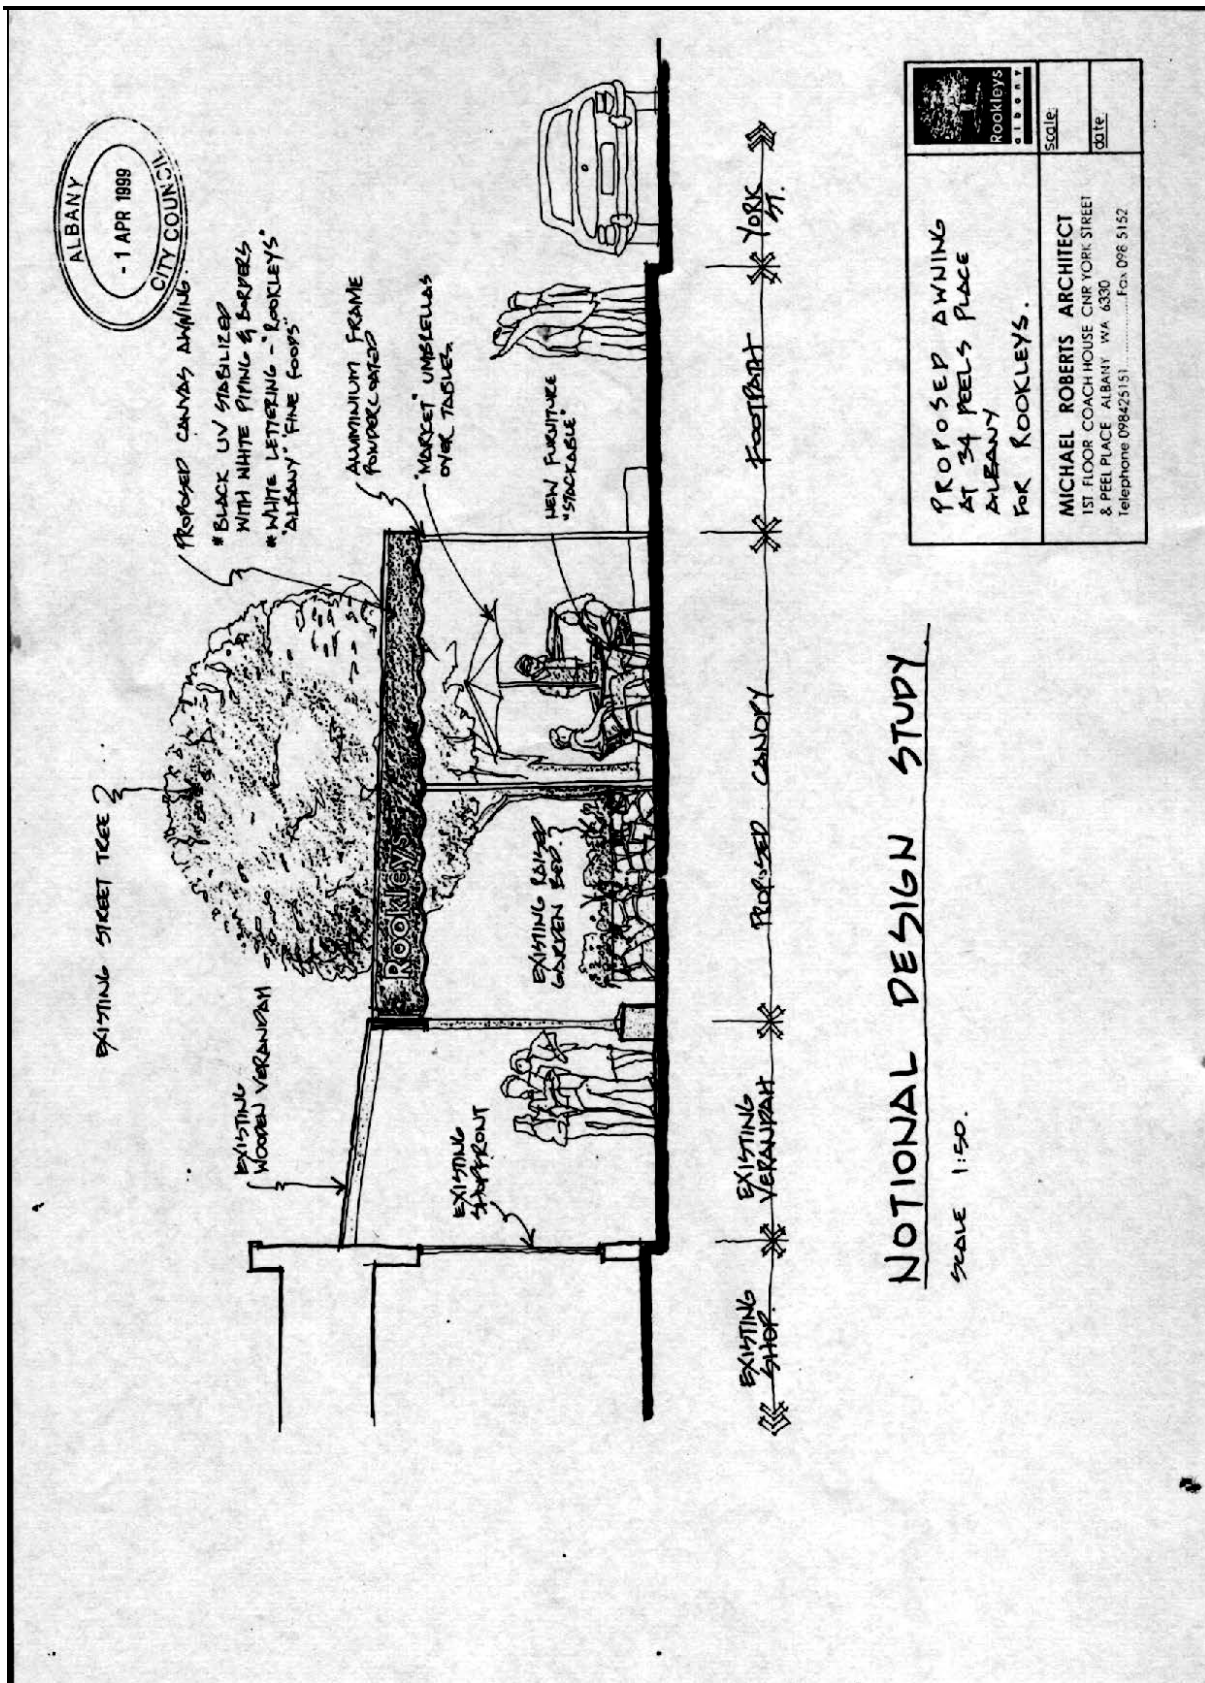 ALBANY
- 1 APR 1999
CITY COUNCIL
EXISTING STREET TREE
PROPOSED CANVAS AWNING.
* BLACK UV STABILIZED
WITH WHITE PIPING & BORDERS
* WHITE LETTERING - "ROOKLEYS"
"ALBANY" "FINE FOODS"
ALUMINIUM FRAME
POWDERCOATED
"MARKET" UMBRELLAS
OVER TABLES.
NEW FURNITURE
"STACKABLE"
EXISTING
WOODEN VERANDAH
Rookleys
EXISTING RAISED
GARDEN BED.
EXISTING
SHOPFRONT
EXISTING
SHOP.
EXISTING
VERANDAH
PROPOSED CANOPY
FOOTPATH
YORK
ST.
NOTIONAL DESIGN STUDY
SCALE 1:50.
PROPOSED AWNING
AT 34 PEELS PLACE
ALBANY
FOR ROOKLEYS.
Rookleys
albany
MICHAEL ROBERTS ARCHITECT
1ST FLOOR COACH HOUSE CNR YORK STREET
& PEEL PLACE ALBANY WA 6330
Telephone 098425151 .............. Fax 098 5152
scale:
date